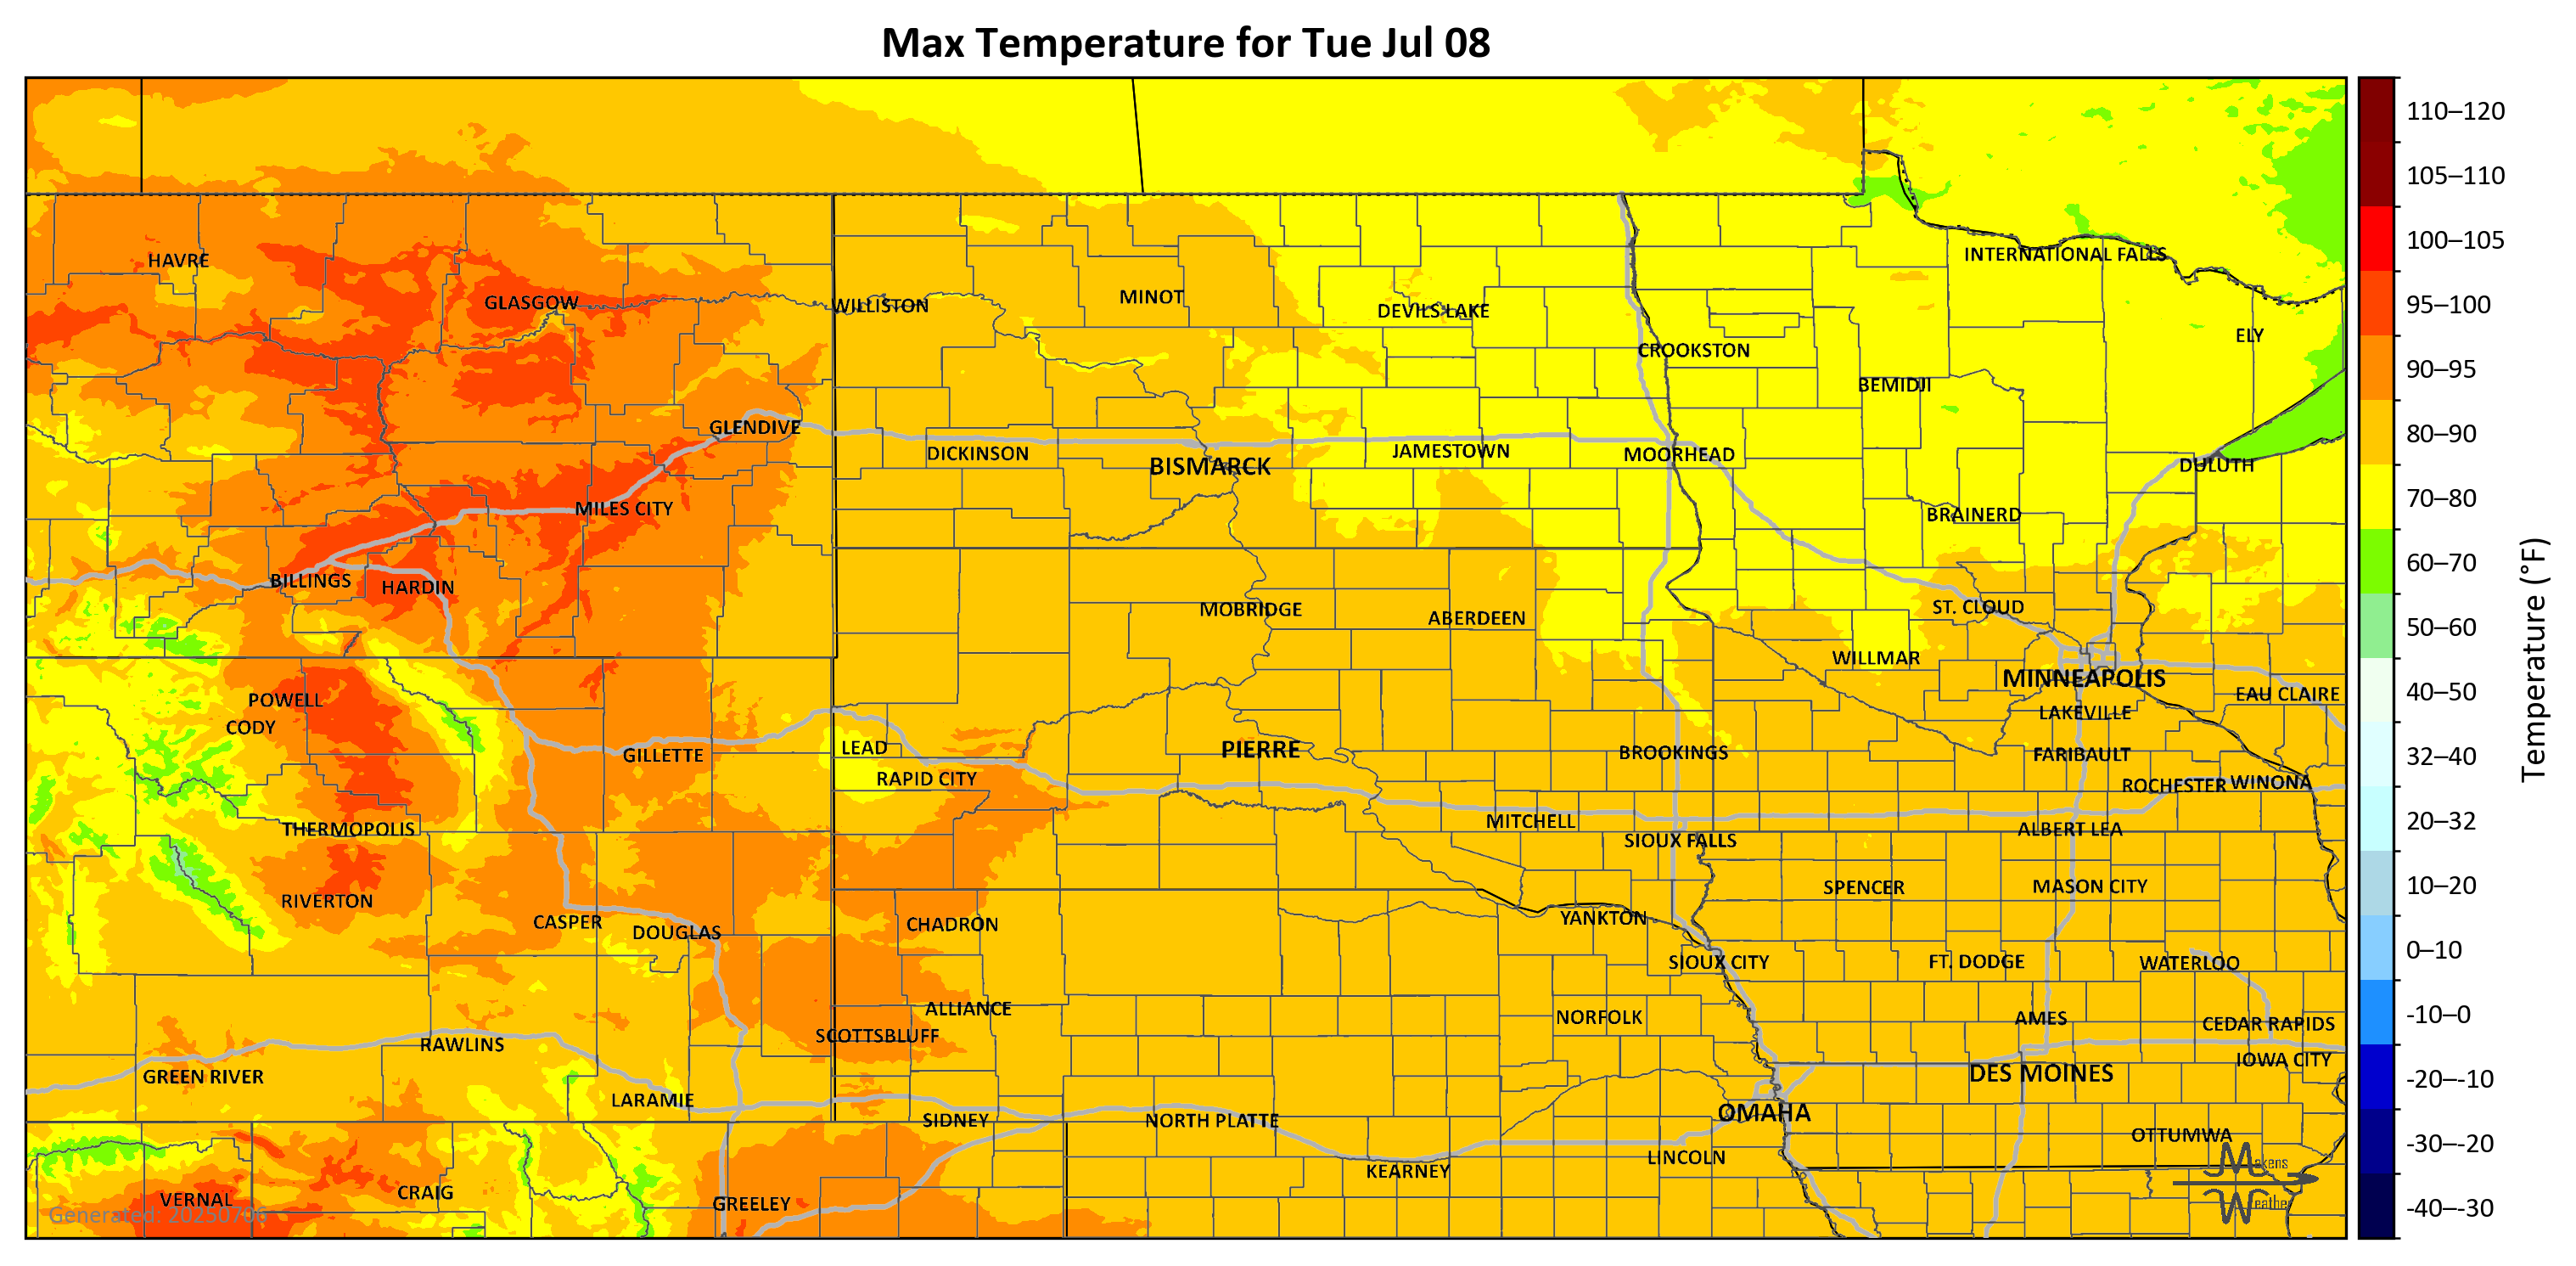 Max Temperature for Tue Jul 08
110–120
105–110
HAVRE
INTERNATIONAL FALLS
100–105
GLASGOW
WILLISTON
MINOT
DEVILS LAKE
95–100
CROOKSTON
ELY
BEMIDJI
90–95
GLENDIVE
DICKINSON
BISMARCK
JAMESTOWN
MOORHEAD
DULUTH
80–90
MILES CITY
BRAINERD
70–80
BILLINGS
HARDIN
60–70
MOBRIDGE
ABERDEEN
ST. CLOUD
50–60
WILLMAR
MINNEAPOLIS
Temperature (°F)
POWELL
CODY
EAU CLAIRE
40–50
LAKEVILLE
GILLETTE
LEAD
RAPID CITY
PIERRE
BROOKINGS
FARIBAULT
32–40
ROCHESTER
WINONA
THERMOPOLIS
MITCHELL
SIOUX FALLS
ALBERT LEA
20–32
RIVERTON
SPENCER
MASON CITY
10–20
CASPER
DOUGLAS
CHADRON
YANKTON
SIOUX CITY
FT. DODGE
WATERLOO
0–10
ALLIANCE
SCOTTSBLUFF
NORFOLK
AMES
CEDAR RAPIDS
-10–0
RAWLINS
GREEN RIVER
IOWA CITY
DES MOINES
-20–-10
LARAMIE
SIDNEY
NORTH PLATTE
OMAHA
OTTUMWA
-30–-20
KEARNEY
LINCOLN
Makens
Weather
VERNAL
CRAIG
GREELEY
-40–-30
Generated: 20250706